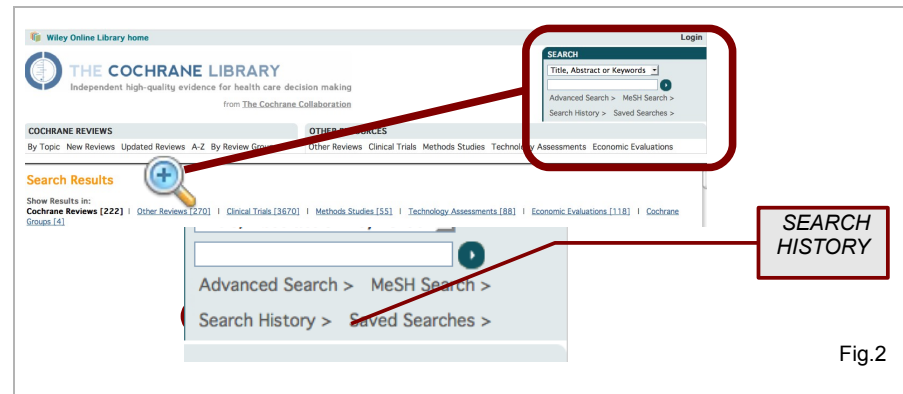 Wiley Online Library home
Login
THE COCHRANE LIBRARY
Independent high-quality evidence for health care decision making
from The Cochrane Collaboration
SEARCH
Title, Abstract or Keywords
Advanced Search > MeSH Search >
Search History > Saved Searches >
COCHRANE REVIEWS
OTHER RESOURCES
By Topic New Reviews Updated Reviews A-Z By Review Group
Other Reviews Clinical Trials Methods Studies Technology Assessments Economic Evaluations
Search Results
Show Results in:
Cochrane Reviews [222] | Other Reviews [270] | Clinical Trials [3670] | Methods Studies [55] | Technology Assessments [88] | Economic Evaluations [118] | Cochrane
Groups [4]
Advanced Search > MeSH Search >
Search History > Saved Searches >
SEARCH
HISTORY
Fig.2